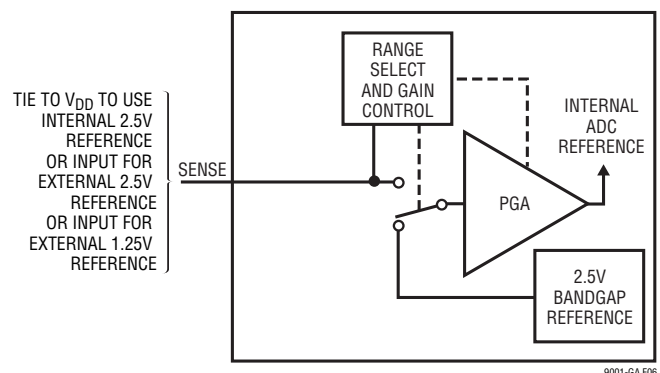 TIE TO VDD TO USE
INTERNAL 2.5V
REFERENCE
OR INPUT FOR
EXTERNAL 2.5V
REFERENCE
OR INPUT FOR
EXTERNAL 1.25V
REFERENCE
SENSE
RANGE
SELECT
AND GAIN
CONTROL
INTERNAL
ADC
REFERENCE
PGA
2.5V
BANDGAP
REFERENCE
9001-GA F06